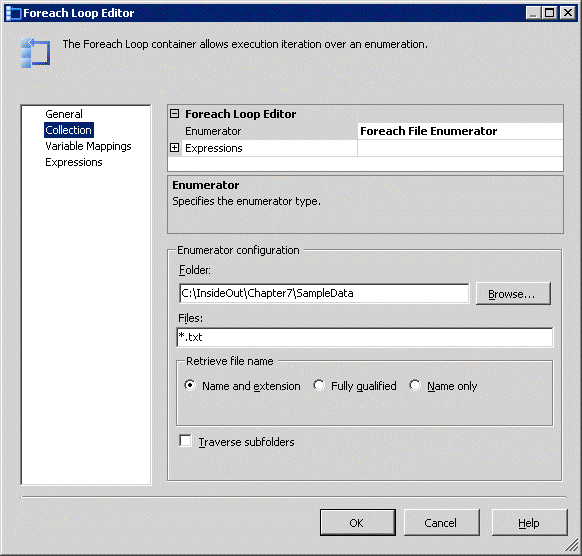 Foreach Loop Editor
The Foreach Loop container allows execution iteration over an enumeration.
General
Collection
Variable Mappings
Expressions
Foreach Loop Editor
Enumerator Foreach File Enumerator
Expressions
Enumerator
Specifies the enumerator type.
Enumerator configuration
Folder:
C:\InsideOut\Chapter7\SampleData
Browse...
Files:
*.txt
Retrieve file name
Name and extension Fully qualified Name only
Traverse subfolders
OK Cancel Help